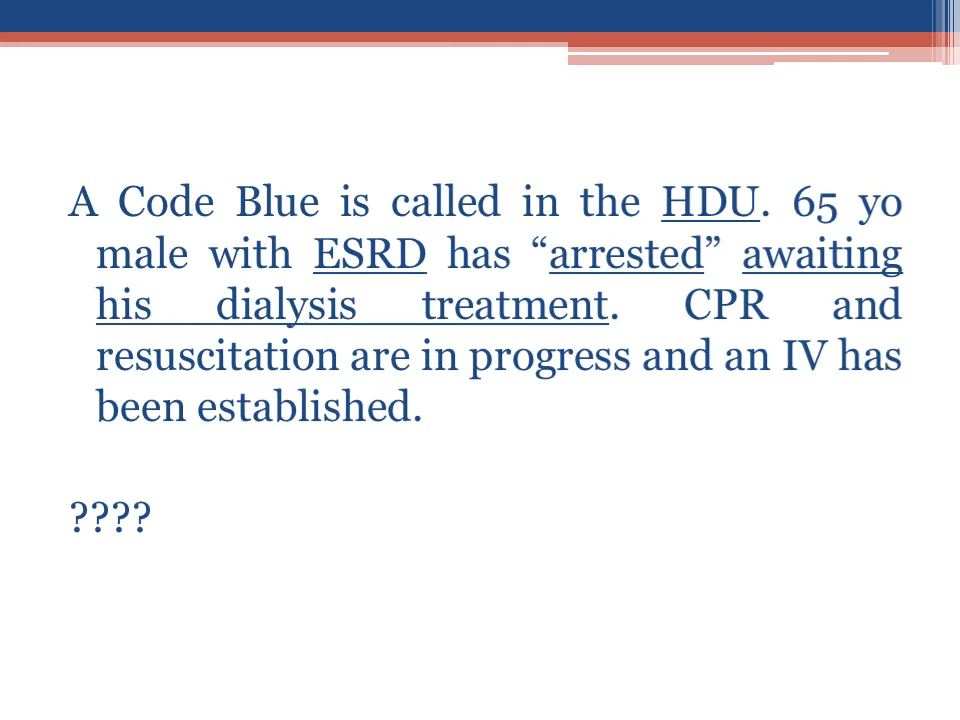 A Code Blue is called in the HDU. 65 yo
male with ESRD has “arrested” awaiting
his dialysis treatment. CPR and
resuscitation are in progress and an IV has
been established.
????